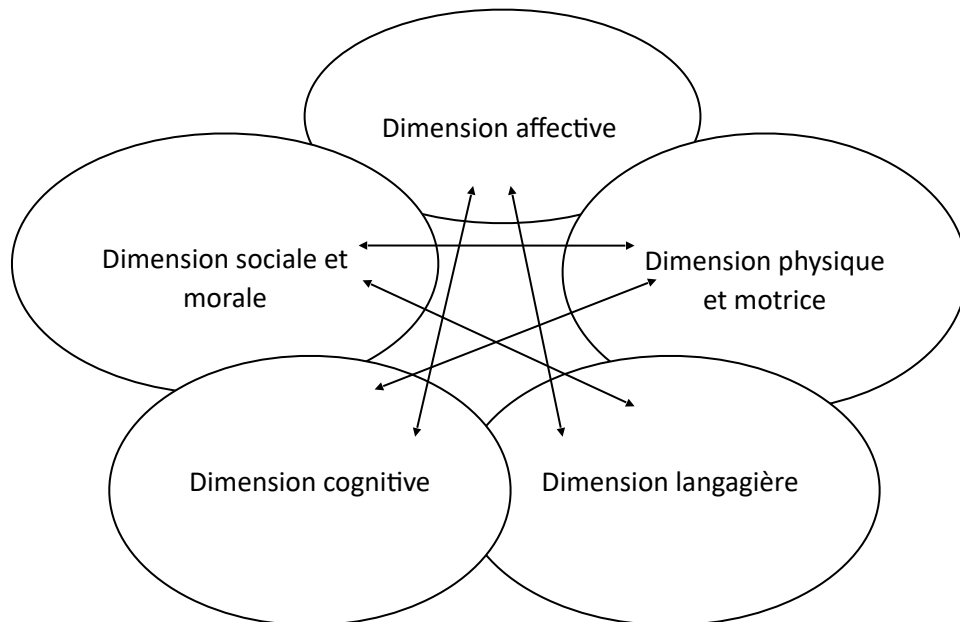 Dimension affective
Dimension sociale et
morale
Dimension physique
et motrice
Dimension cognitive
Dimension langagière